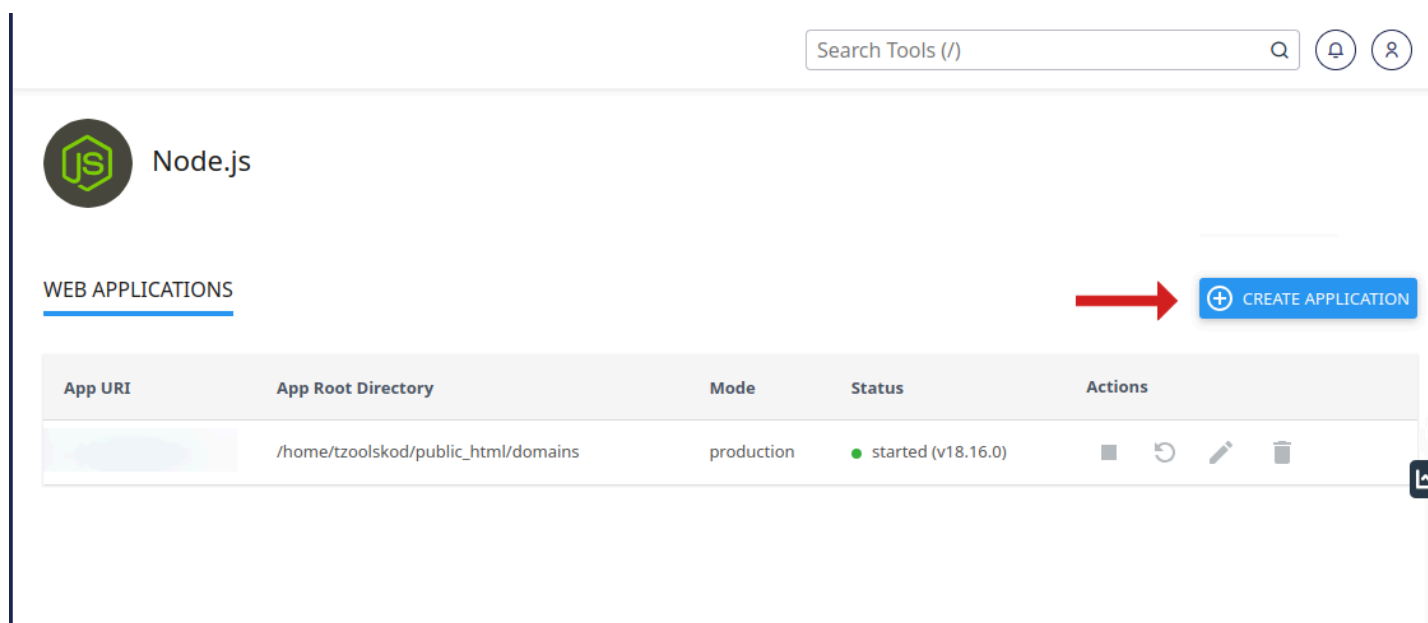 Search Tools (/)
JS
Node.js
WEB APPLICATIONS
CREATE APPLICATION
App URI App Root Directory Mode Status Actions
/home/tzoolskod/public_html/domains production started (v18.16.0)